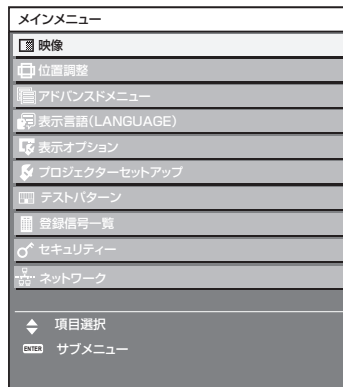 メインメニュー
映像
位置調整
アドバンスドメニュー
表示言語(LANGUAGE)
表示オプション
プロジェクターセットアップ
テストパターン
登録信号一覧
セキュリティー
ネットワーク
項目選択
ENTER サブメニュー